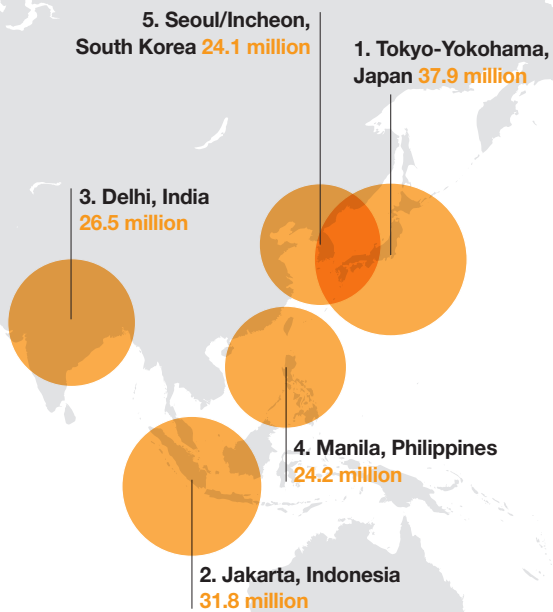 5. Seoul/Incheon,
South Korea 24.1 million
1. Tokyo-Yokohama,
Japan 37.9 million
3. Delhi, India
26.5 million
4. Manila, Philippines
24.2 million
2. Jakarta, Indonesia
31.8 million